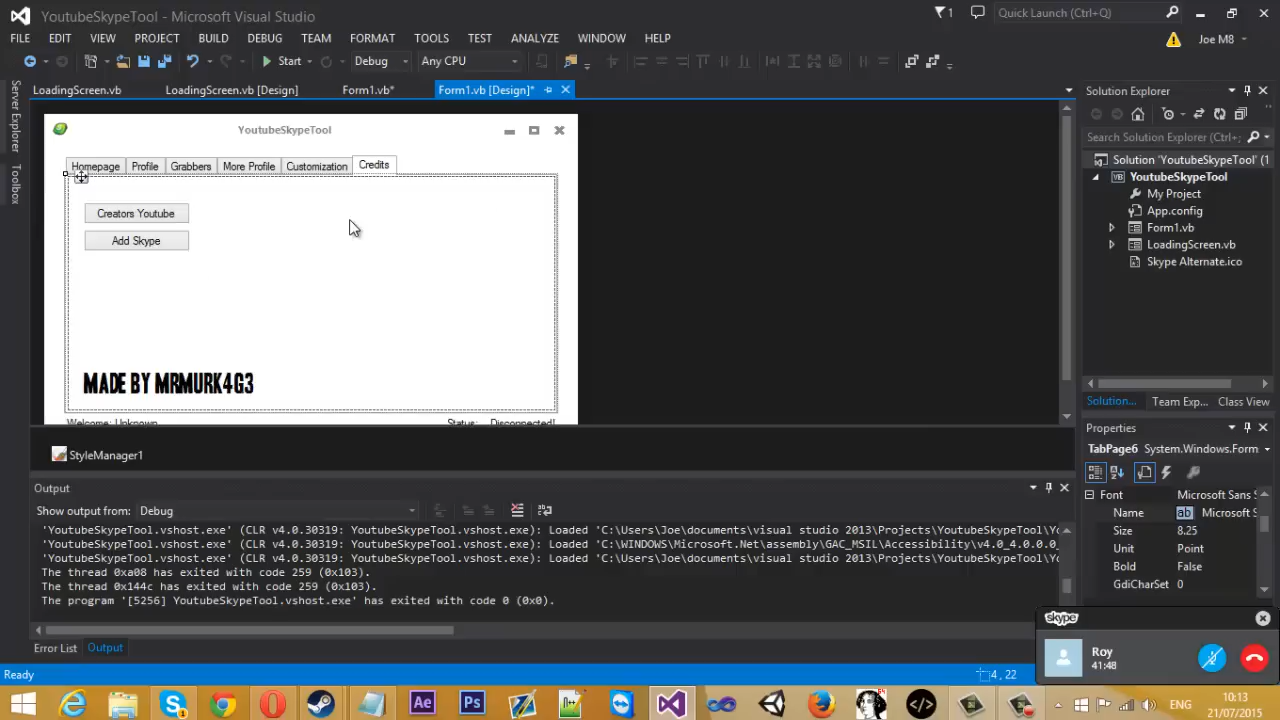 YoutubeSkypeTool - Microsoft Visual Studio
1
Quick Launch (Ctrl+Q)
FILE EDIT VIEW PROJECT BUILD DEBUG TEAM FORMAT TOOLS TEST ANALYZE WINDOW HELP
Joe M8
Start Debug Any CPU
LoadingScreen.vb LoadingScreen.vb [Design] Form1.vb* Form1.vb [Design]*
Server Explorer
Toolbox
YoutubeSkypeTool
Homepage Profile Grabbers More Profile Customization Credits
Creators Youtube
Add Skype
MADE BY MRMURK4G3
Welcome: Unknown Status: Disconnected!
StyleManager1
Solution Explorer
Search Solution Explorer (Ctrl+;
Solution 'YoutubeSkypeTool' (1
YoutubeSkypeTool
My Project
App.config
Form1.vb
LoadingScreen.vb
Skype Alternate.ico
Solution... Team Exp... Class View
Properties
TabPage6 System.Windows.Form
Font Microsoft Sans S
Name ab Microsoft S
Size 8.25
Unit Point
Bold False
GdiCharSet 0
Output
Show output from: Debug
'YoutubeSkypeTool.vshost.exe' (CLR v4.0.30319: YoutubeSkypeTool.vshost.exe): Loaded 'C:\Users\Joe\documents\visual studio 2013\Projects\YoutubeSkypeTool\Yo
'YoutubeSkypeTool.vshost.exe' (CLR v4.0.30319: YoutubeSkypeTool.vshost.exe): Loaded 'C:\WINDOWS\Microsoft.Net\assembly\GAC_MSIL\Accessibility\v4.0_4.0.0.0_
'YoutubeSkypeTool.vshost.exe' (CLR v4.0.30319: YoutubeSkypeTool.vshost.exe): Loaded 'C:\Users\Joe\documents\visual studio 2013\Projects\YoutubeSkypeTool\Yo
The thread 0xa08 has exited with code 259 (0x103).
The thread 0x144c has exited with code 259 (0x103).
The program '[5256] YoutubeSkypeTool.vshost.exe' has exited with code 0 (0x0).
Error List Output
skype
Roy
41:48
Ready
4 , 22
Ae Ps
ENG
10:13
21/07/2015